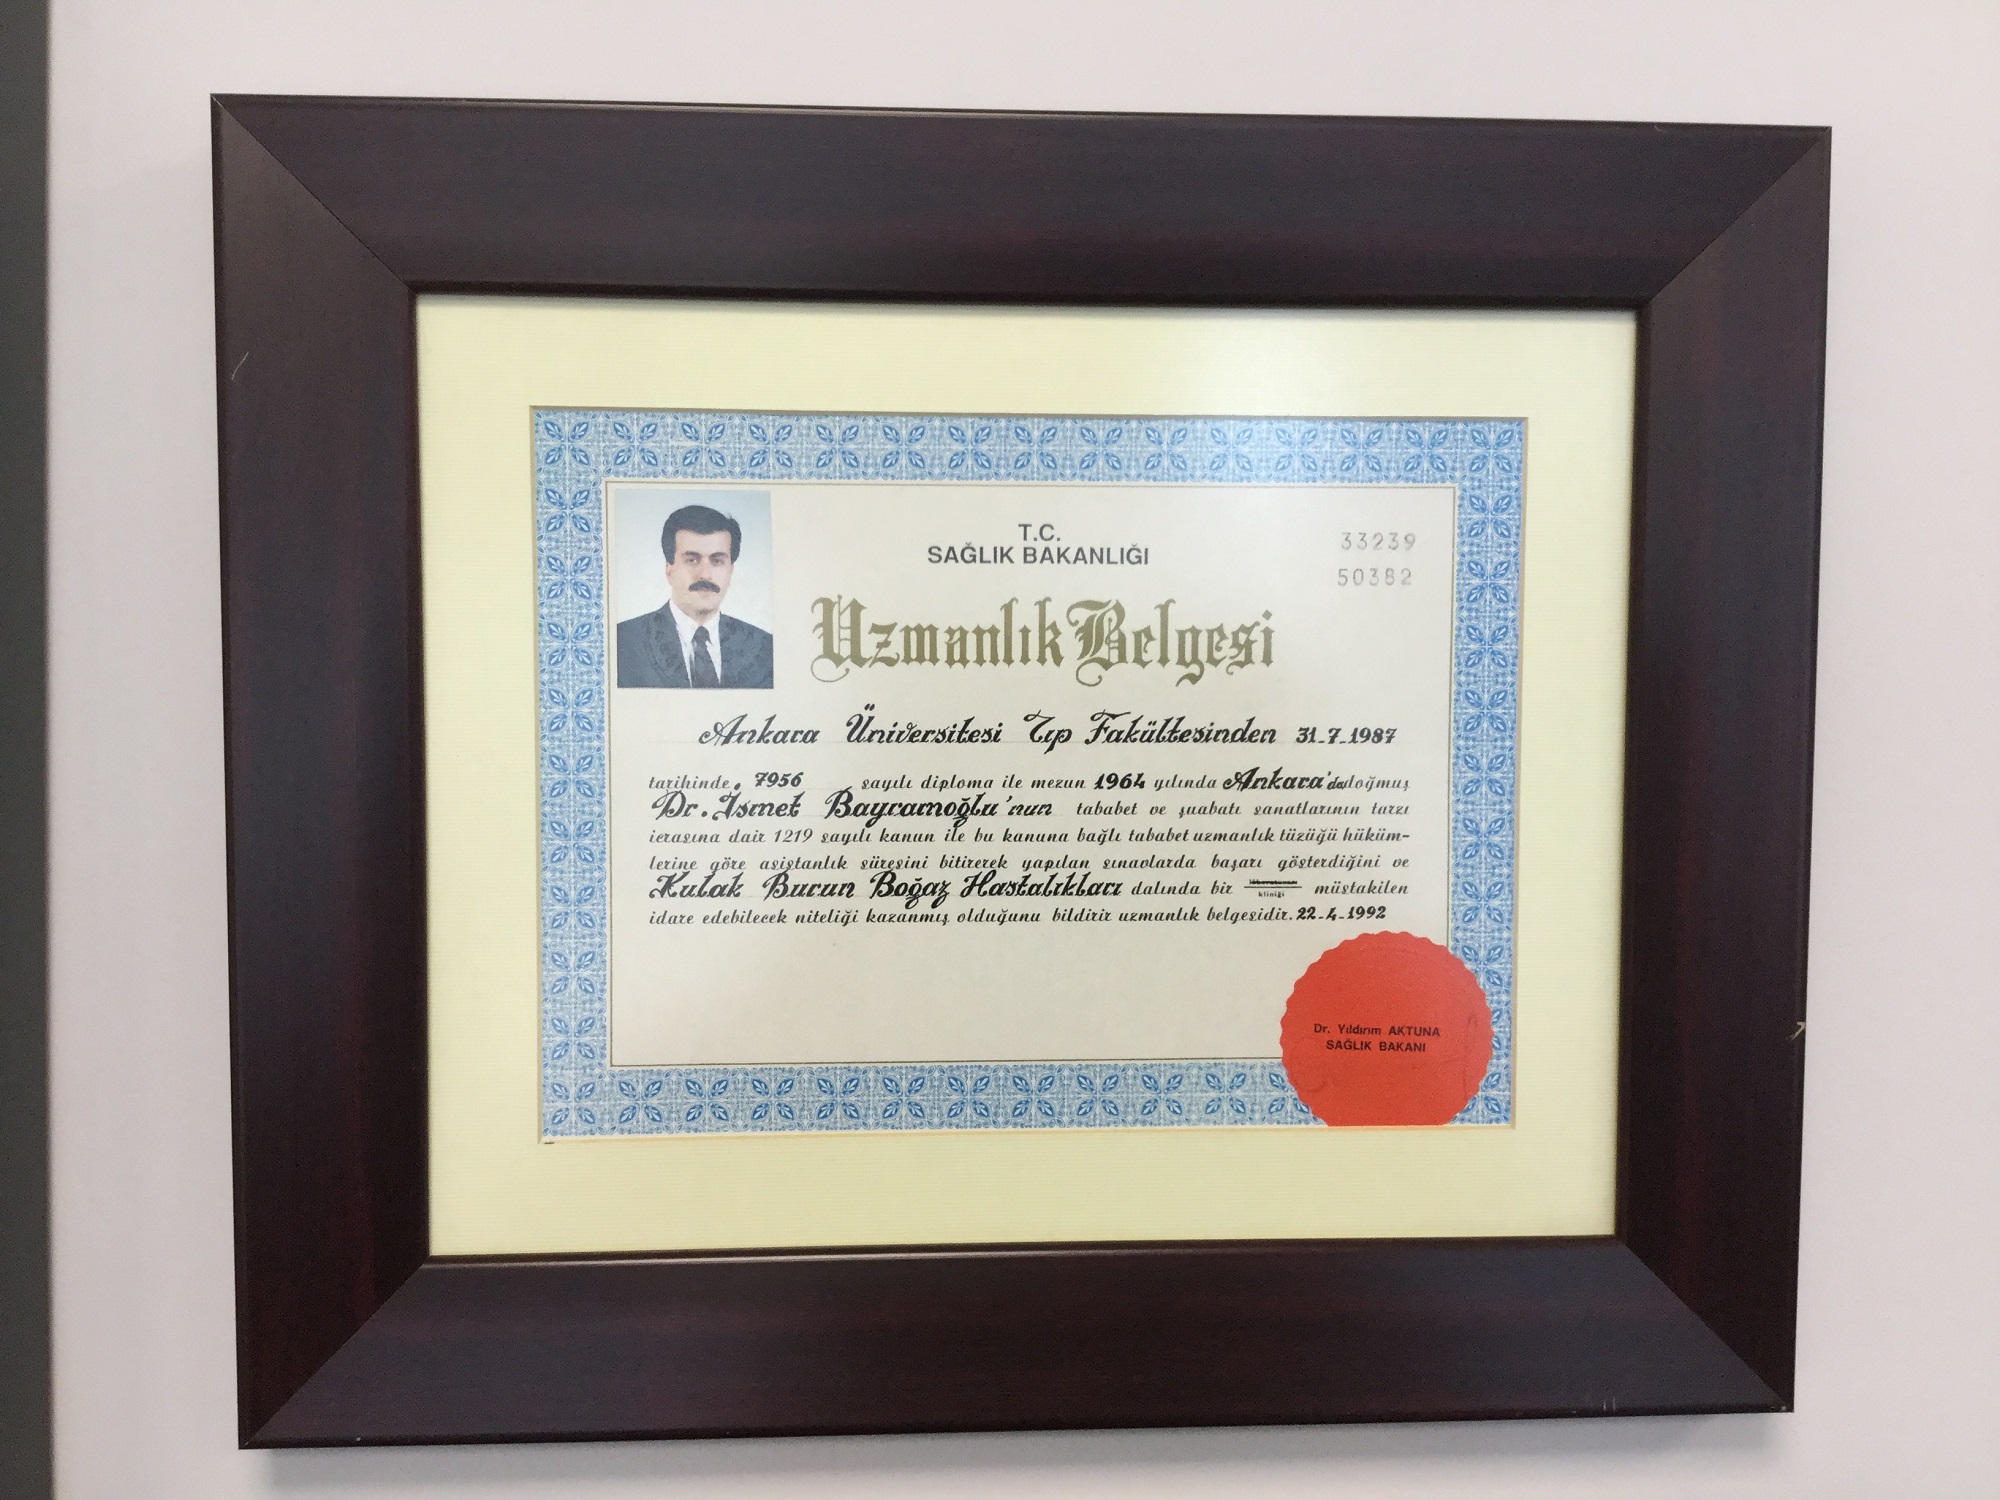 T.C.
SAĞLIK BAKANLIĞI
33239
50382
Uzmanlık Belgesi
Ankara Üniversitesi Tıp Fakültesinden 31-7-1987
tarihinde, 7956 sayılı diploma ile mezun 1964 yılında Ankara'da doğmuş
Dr. İsmet Bayramoğlu'nun tababet ve şuabatı sanatlarının tarzı
icrasına dair 1219 sayılı kanun ile bu kanuna bağlı tababet uzmanlık tüzüğü hüküm-
lerine göre asistanlık süresini bitirerek yapılan sınavlarda başarı gösterdiğini ve
Kulak Burun Boğaz Hastalıkları dalında bir kliniği müstakilen
idare edebilecek niteliği kazanmış olduğunu bildirir uzmanlık belgesidir. 22-4-1992
Dr. Yıldırım AKTUNA
SAĞLIK BAKANI